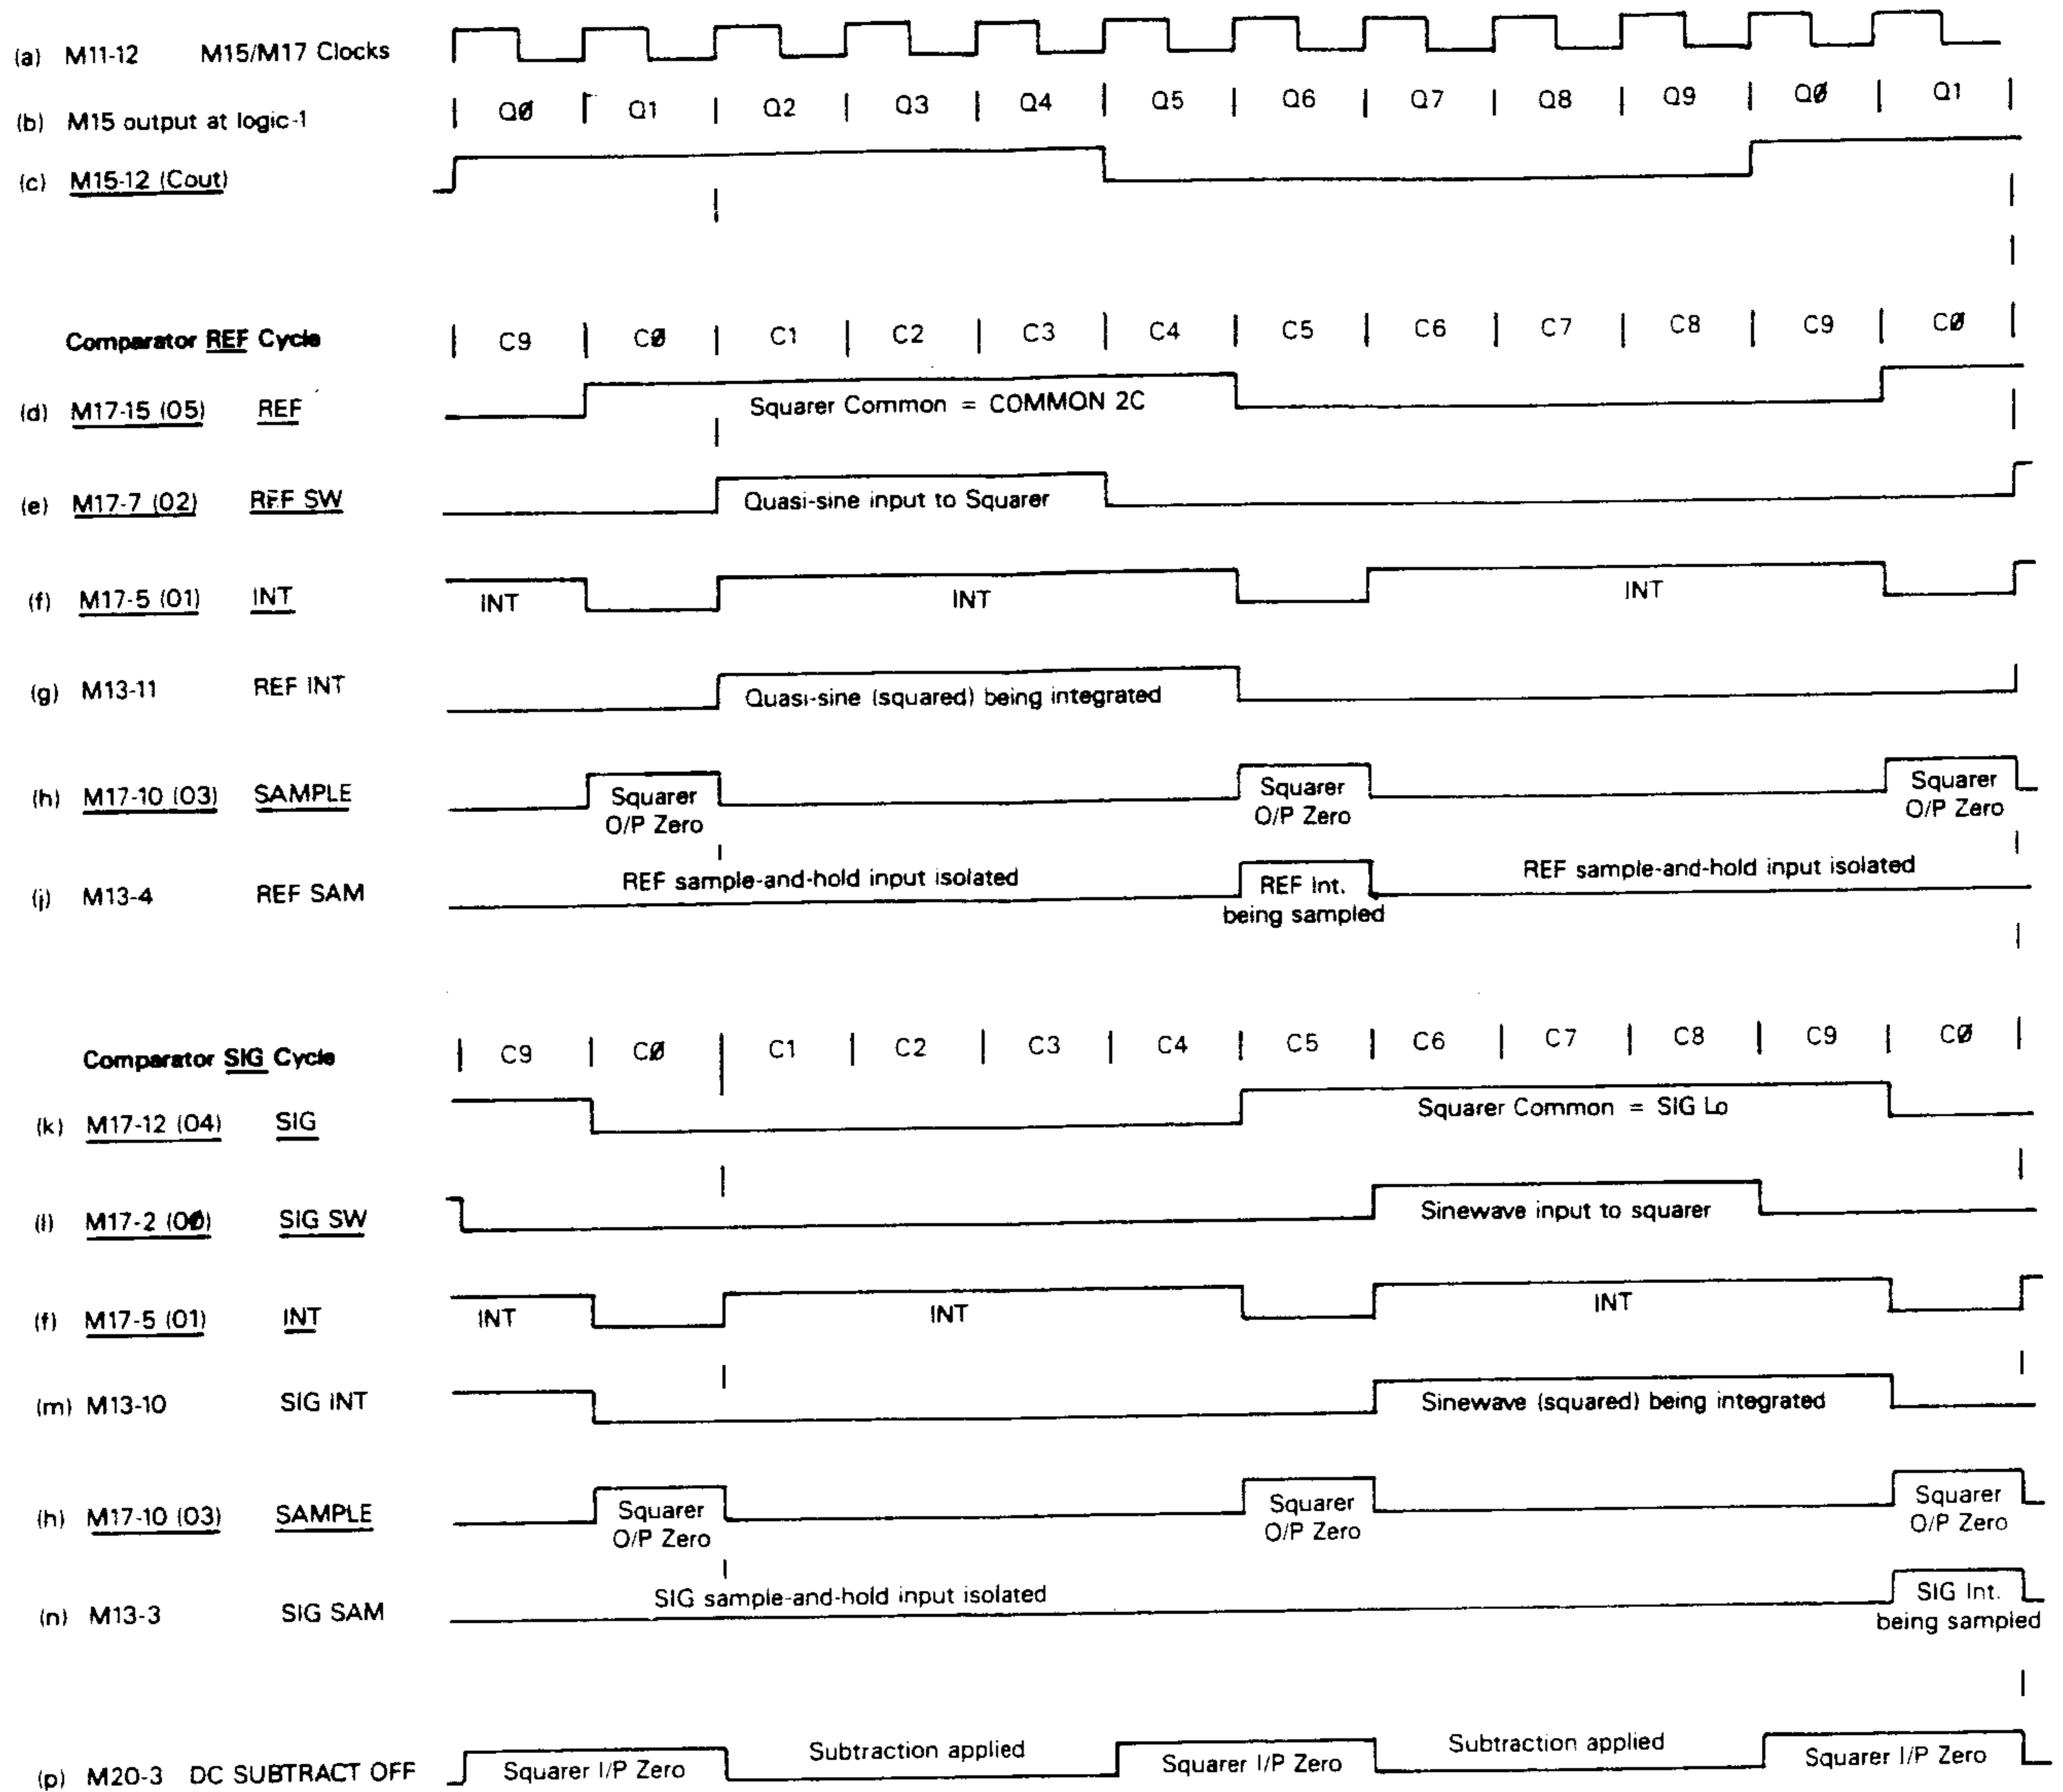 (a) M11-12 M15/M17 Clocks
(b) M15 output at logic-1 | QØ | Q1 | Q2 | Q3 | Q4 | Q5 | Q6 | Q7 | Q8 | Q9 | QØ | Q1 |
(c) M15-12 (Cout)
Comparator REF Cycle | C9 | CØ | C1 | C2 | C3 | C4 | C5 | C6 | C7 | C8 | C9 | CØ |
(d) M17-15 (05) REF Squarer Common = COMMON 2C
(e) M17-7 (02) REF SW Quasi-sine input to Squarer
(f) M17-5 (01) INT INT INT INT
(g) M13-11 REF INT Quasi-sine (squared) being integrated
(h) M17-10 (03) SAMPLE Squarer Squarer Squarer
O/P Zero O/P Zero O/P Zero
(j) M13-4 REF SAM REF sample-and-hold input isolated REF Int. REF sample-and-hold input isolated
being sampled
Comparator SIG Cycle | C9 | CØ | C1 | C2 | C3 | C4 | C5 | C6 | C7 | C8 | C9 | CØ |
(k) M17-12 (04) SIG Squarer Common = SIG Lo
(l) M17-2 (0Ø) SIG SW Sinewave input to squarer
(f) M17-5 (01) INT INT INT INT
(m) M13-10 SIG INT Sinewave (squared) being integrated
(h) M17-10 (03) SAMPLE Squarer Squarer Squarer
O/P Zero O/P Zero O/P Zero
(n) M13-3 SIG SAM SIG sample-and-hold input isolated SIG Int.
being sampled
(p) M20-3 DC SUBTRACT OFF Squarer I/P Zero Subtraction applied Squarer I/P Zero Subtraction applied Squarer I/P Zero